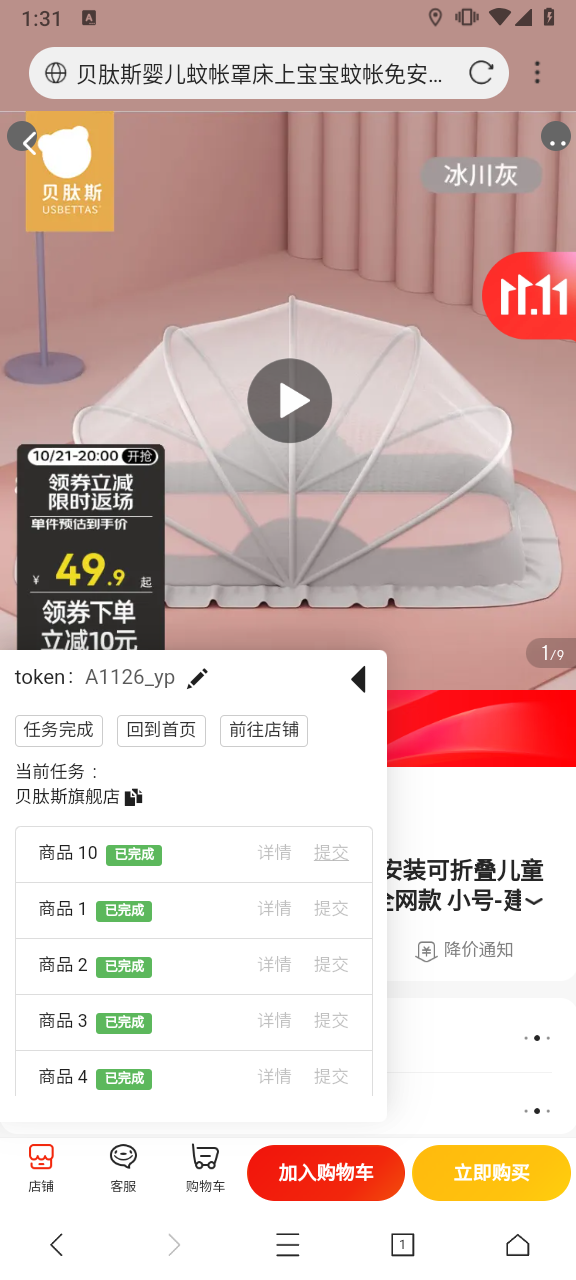 1:31
A
贝肽斯婴儿蚊帐罩床上宝宝蚊帐免安...
贝肽斯
USBETTAS
冰川灰
11.11
10/21-20:00 开抢
领券立减
限时返场
单件预估到手价
¥ 49.9 起
领券下单
立减10元
1/9
token: A1126_yp
任务完成 回到首页 前往店铺
当前任务：
贝肽斯旗舰店
商品 10 已完成 详情 提交
商品 1 已完成 详情 提交
商品 2 已完成 详情 提交
商品 3 已完成 详情 提交
商品 4 已完成 详情 提交
安装可折叠儿童
全网款 小号-建
降价通知
店铺 客服 购物车 加入购物车 立即购买
1